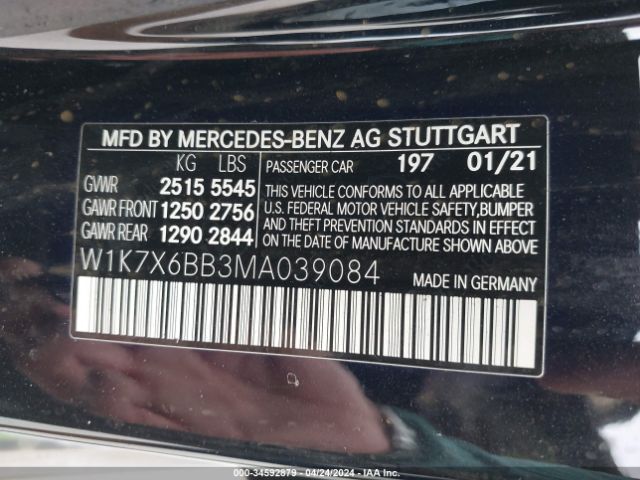 MFD BY MERCEDES-BENZ AG STUTTGART
KG LBS PASSENGER CAR 197 01/21
GVWR 2515 5545
GAWR FRONT 1250 2756
GAWR REAR 1290 2844
THIS VEHICLE CONFORMS TO ALL APPLICABLE
U.S. FEDERAL MOTOR VEHICLE SAFETY,BUMPER
AND THEFT PREVENTION STANDARDS IN EFFECT
ON THE DATE OF MANUFACTURE SHOWN ABOVE.
W1K7X6BB3MA039084 MADE IN GERMANY
000-34592879 - 04/24/2024 - IAA Inc.